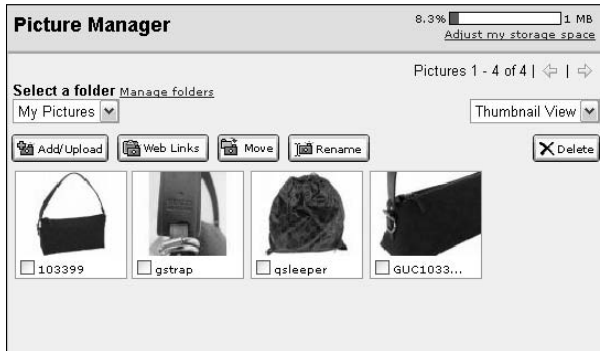 Picture Manager
8.3% 1 MB
Adjust my storage space
Pictures 1 - 4 of 4 | |
Select a folder Manage folders
My Pictures Thumbnail View
Add/Upload Web Links Move Rename Delete
103399 gstrap qsleeper GUC1033...